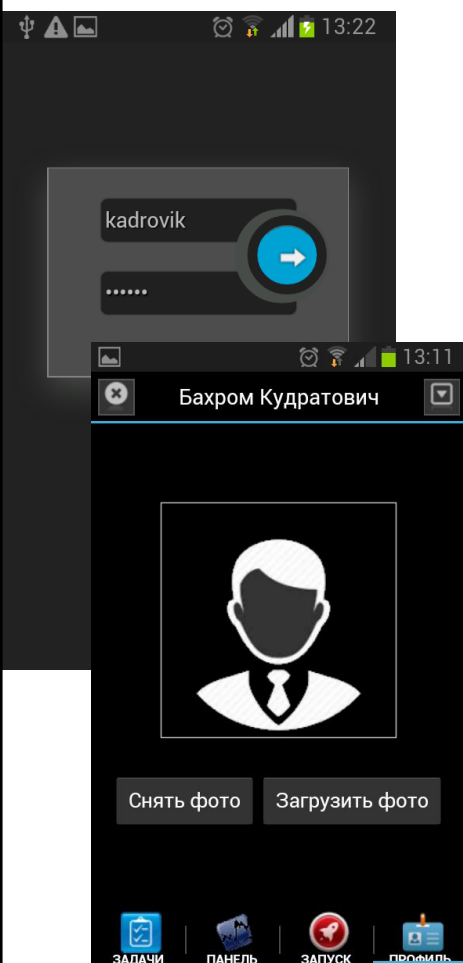 13:22
kadrovik
••••••
13:11
Бахром Кудратович
Снять фото Загрузить фото
ЗАДАЧИ ПАНЕЛЬ ЗАПУСК ПРОФИЛЬ